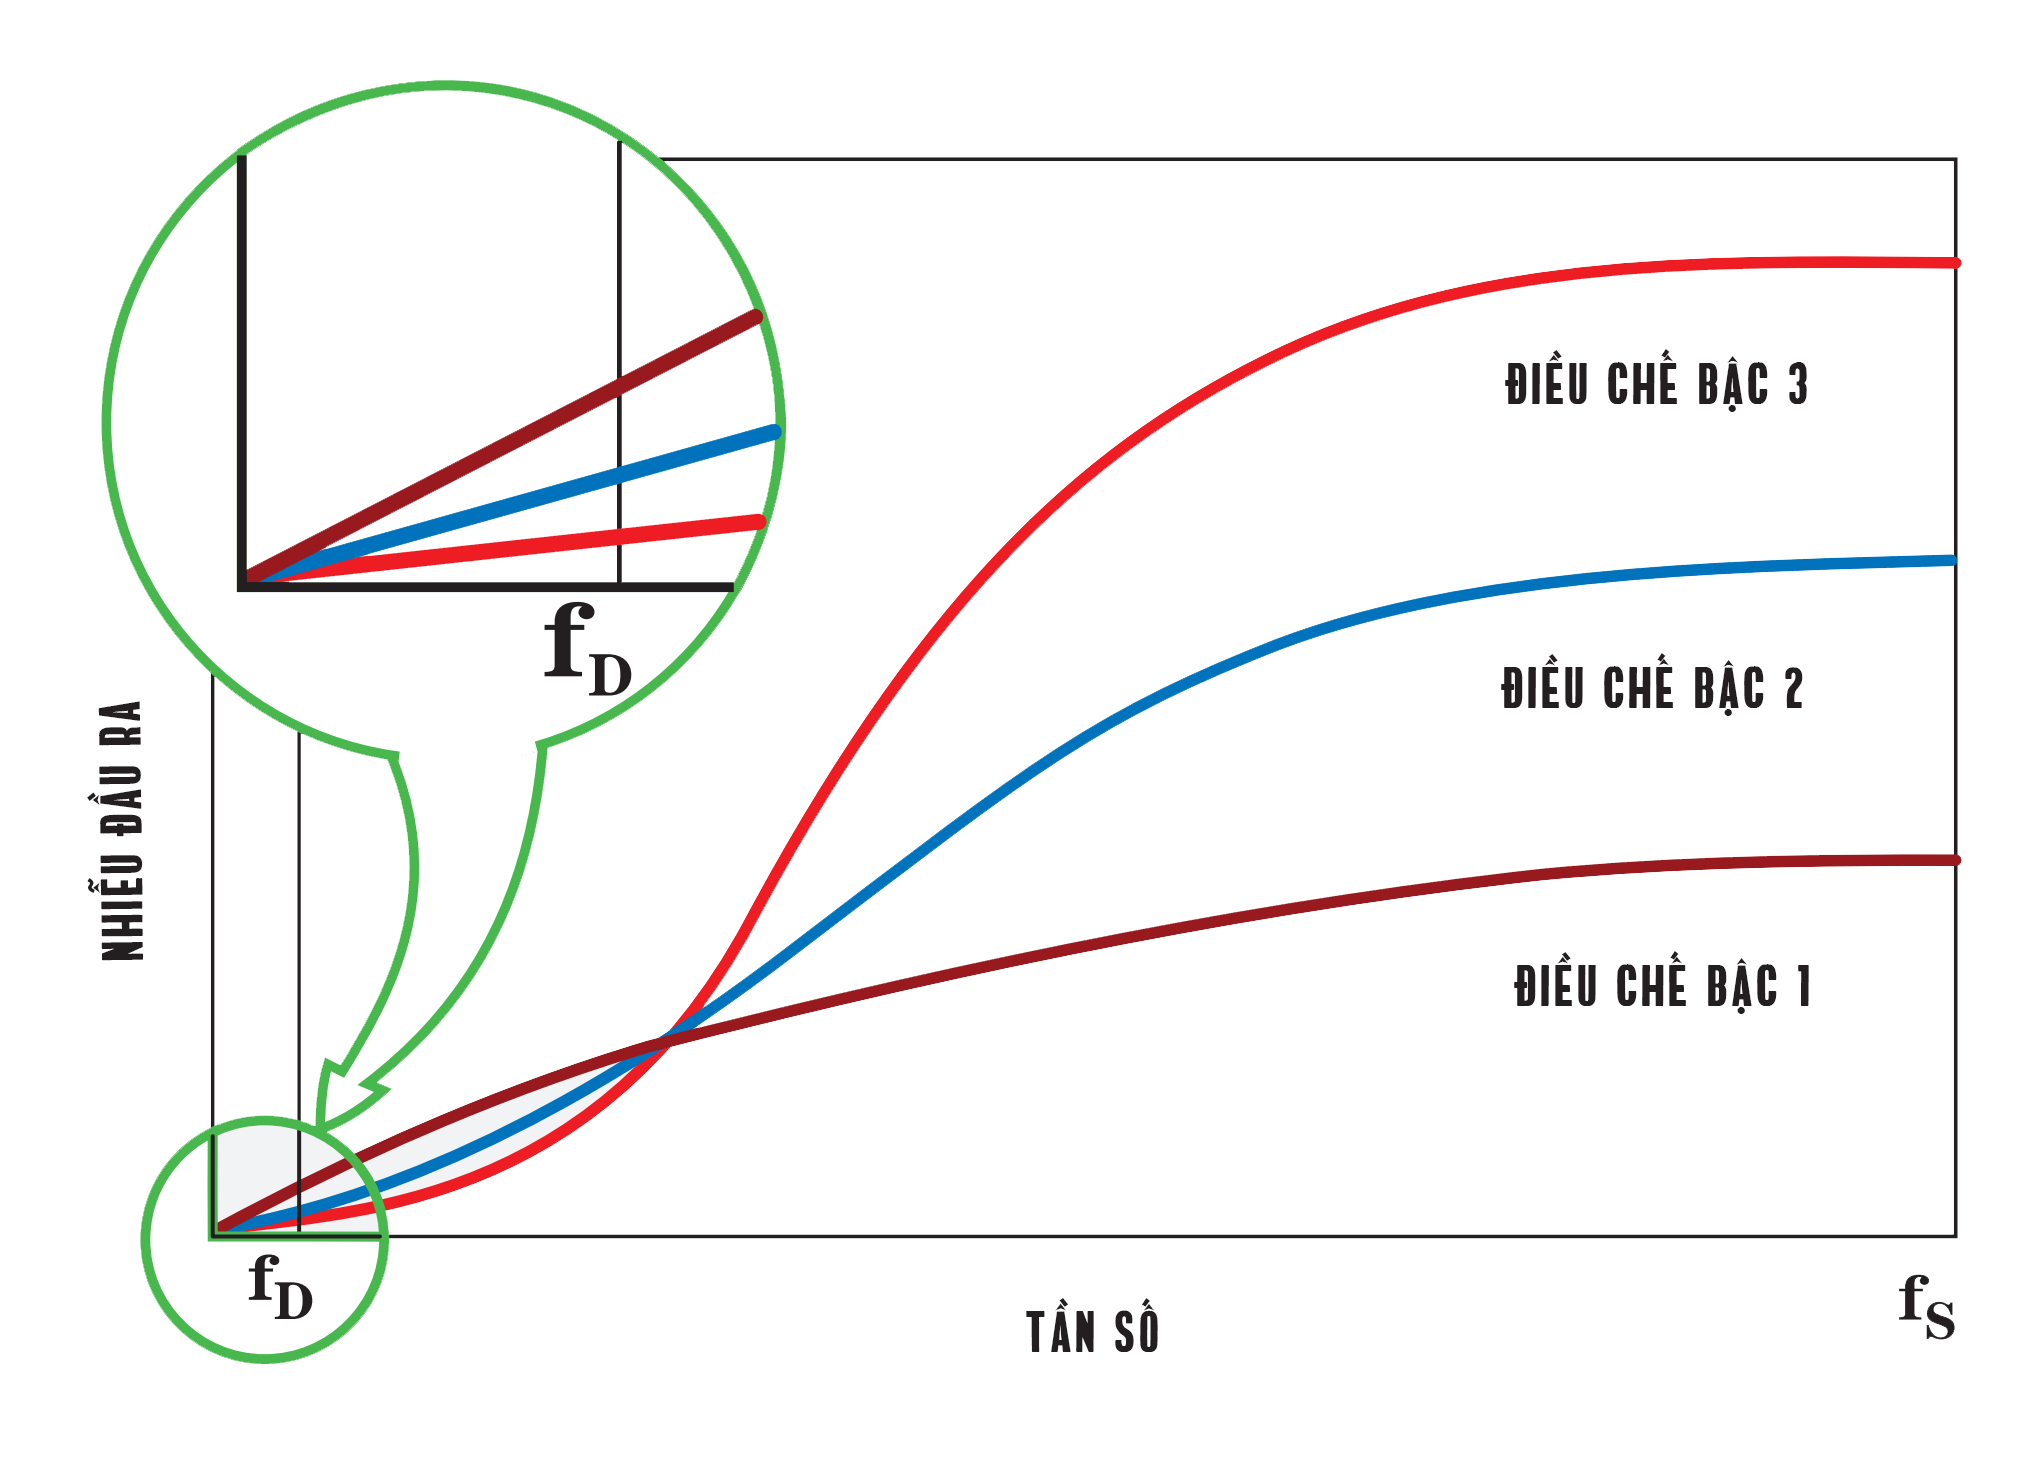 f_D
ĐIỀU CHẾ BẬC 3
ĐIỀU CHẾ BẬC 2
NHIỄU ĐẦU RA
ĐIỀU CHẾ BẬC 1
f_D
TẦN SỐ
f_S